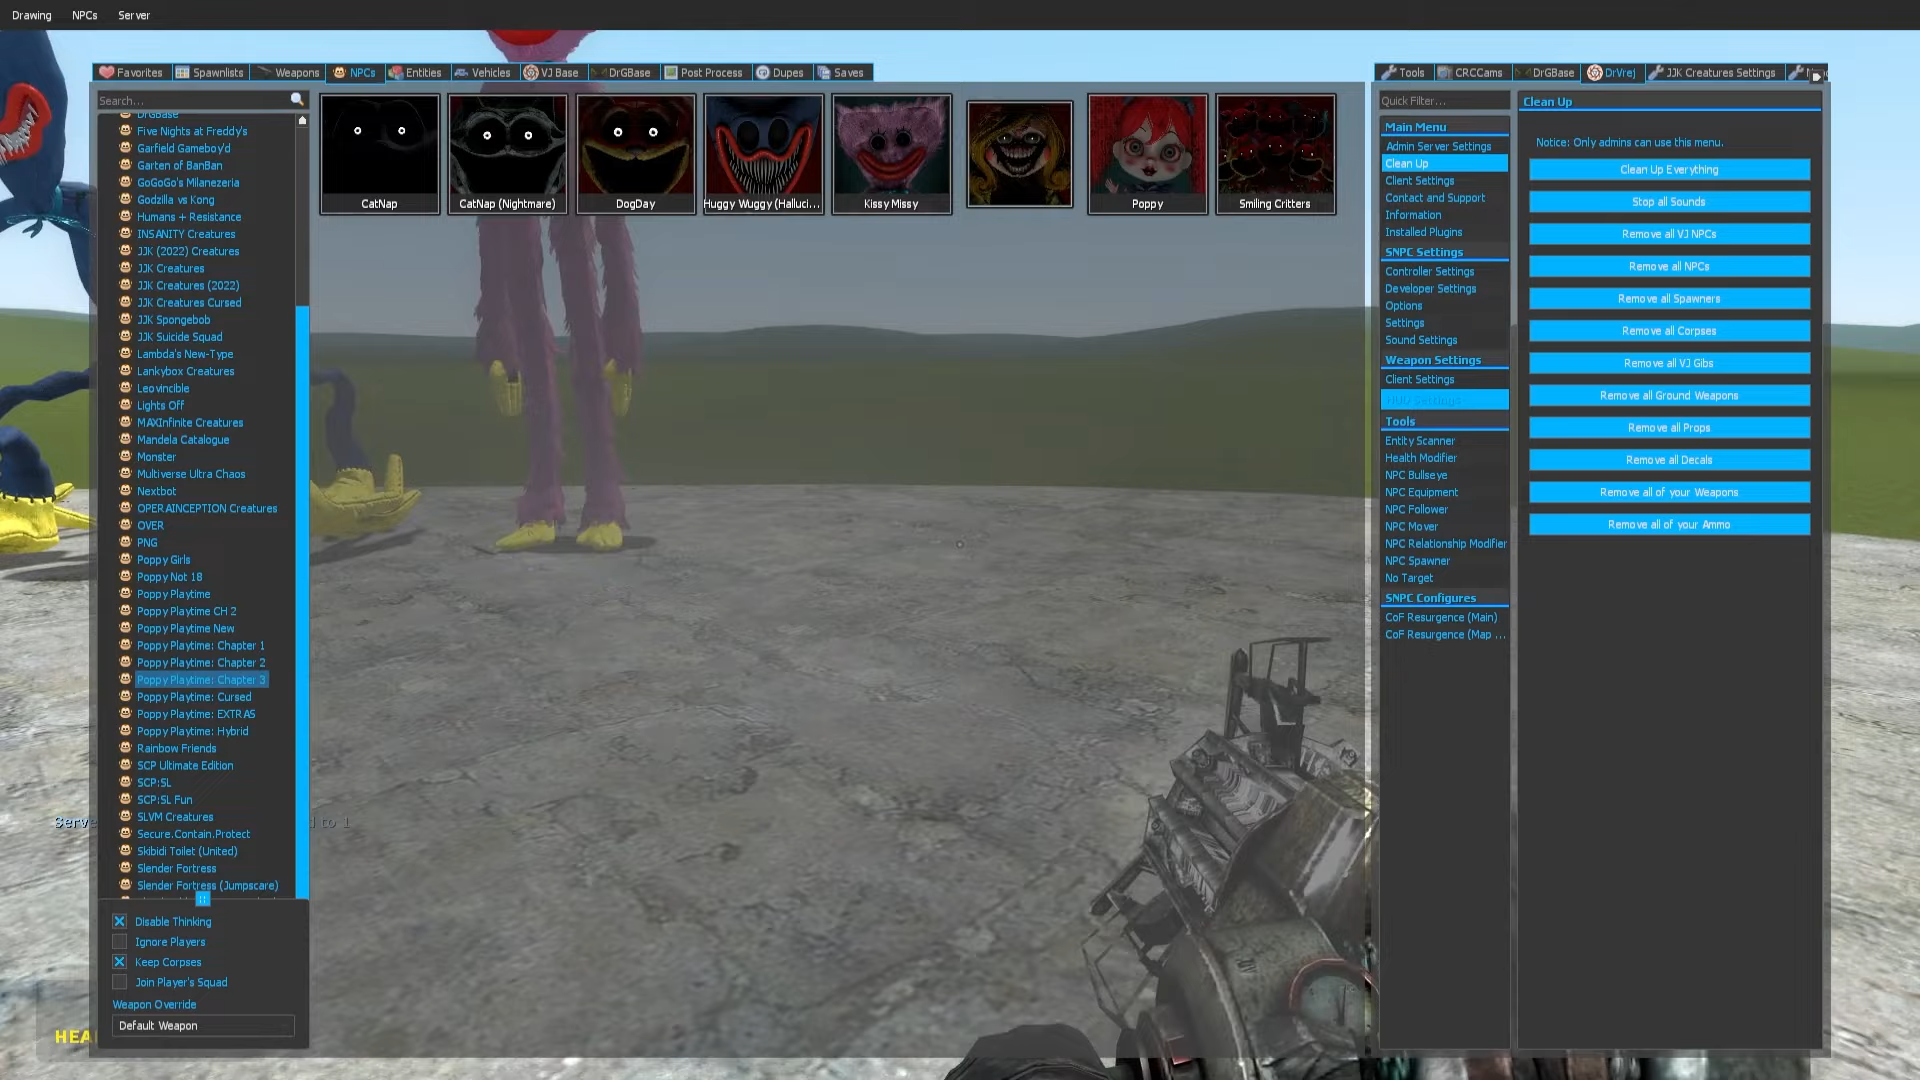 Drawing NPCs Server
Favorites Spawnlists Weapons NPCs Entities Vehicles VJ Base DrGBase Post Process Dupes Saves
Search...
DrGBase
Five Nights at Freddy's
Garfield Gameboy'd
Garten of BanBan
GoGoGo's Milanezeria
Godzilla vs Kong
Humans + Resistance
INSANITY Creatures
JJK (2022) Creatures
JJK Creatures
JJK Creatures (2022)
JJK Creatures Cursed
JJK Spongebob
JJK Suicide Squad
Lambda's New-Type
Lankybox Creatures
Leovincible
Lights Off
MAXInfinite Creatures
Mandela Catalogue
Monster
Multiverse Ultra Chaos
Nextbot
OPERAINCEPTION Creatures
OVER
PNG
Poppy Girls
Poppy Not 18
Poppy Playtime
Poppy Playtime CH 2
Poppy Playtime New
Poppy Playtime: Chapter 1
Poppy Playtime: Chapter 2
Poppy Playtime: Chapter 3
Poppy Playtime: Cursed
Poppy Playtime: EXTRAS
Poppy Playtime: Hybrid
Rainbow Friends
SCP Ultimate Edition
SCP:SL
SCP:SL Fun
SLVM Creatures
Secure.Contain.Protect
Skibidi Toilet (United)
Slender Fortress
Slender Fortress (Jumpscare)
Disable Thinking
Ignore Players
Keep Corpses
Join Player's Squad
Weapon Override
Default Weapon
Serve
d to 1
HEA
CatNap
CatNap (Nightmare)
DogDay
Huggy Wuggy (Halluci...
Kissy Missy
Poppy
Smiling Critters
Tools CRCCams DrGBase DrVrej JJK Creatures Settings
Quick Filter...
Main Menu
Admin Server Settings
Clean Up
Client Settings
Contact and Support
Information
Installed Plugins
SNPC Settings
Controller Settings
Developer Settings
Options
Settings
Sound Settings
Weapon Settings
Client Settings
HUD Settings
Tools
Entity Scanner
Health Modifier
NPC Bullseye
NPC Equipment
NPC Follower
NPC Mover
NPC Relationship Modifier
NPC Spawner
No Target
SNPC Configures
CoF Resurgence (Main)
CoF Resurgence (Map ...
Clean Up
Notice: Only admins can use this menu.
Clean Up Everything
Stop all Sounds
Remove all VJ NPCs
Remove all NPCs
Remove all Spawners
Remove all Corpses
Remove all VJ Gibs
Remove all Ground Weapons
Remove all Props
Remove all Decals
Remove all of your Weapons
Remove all of your Ammo